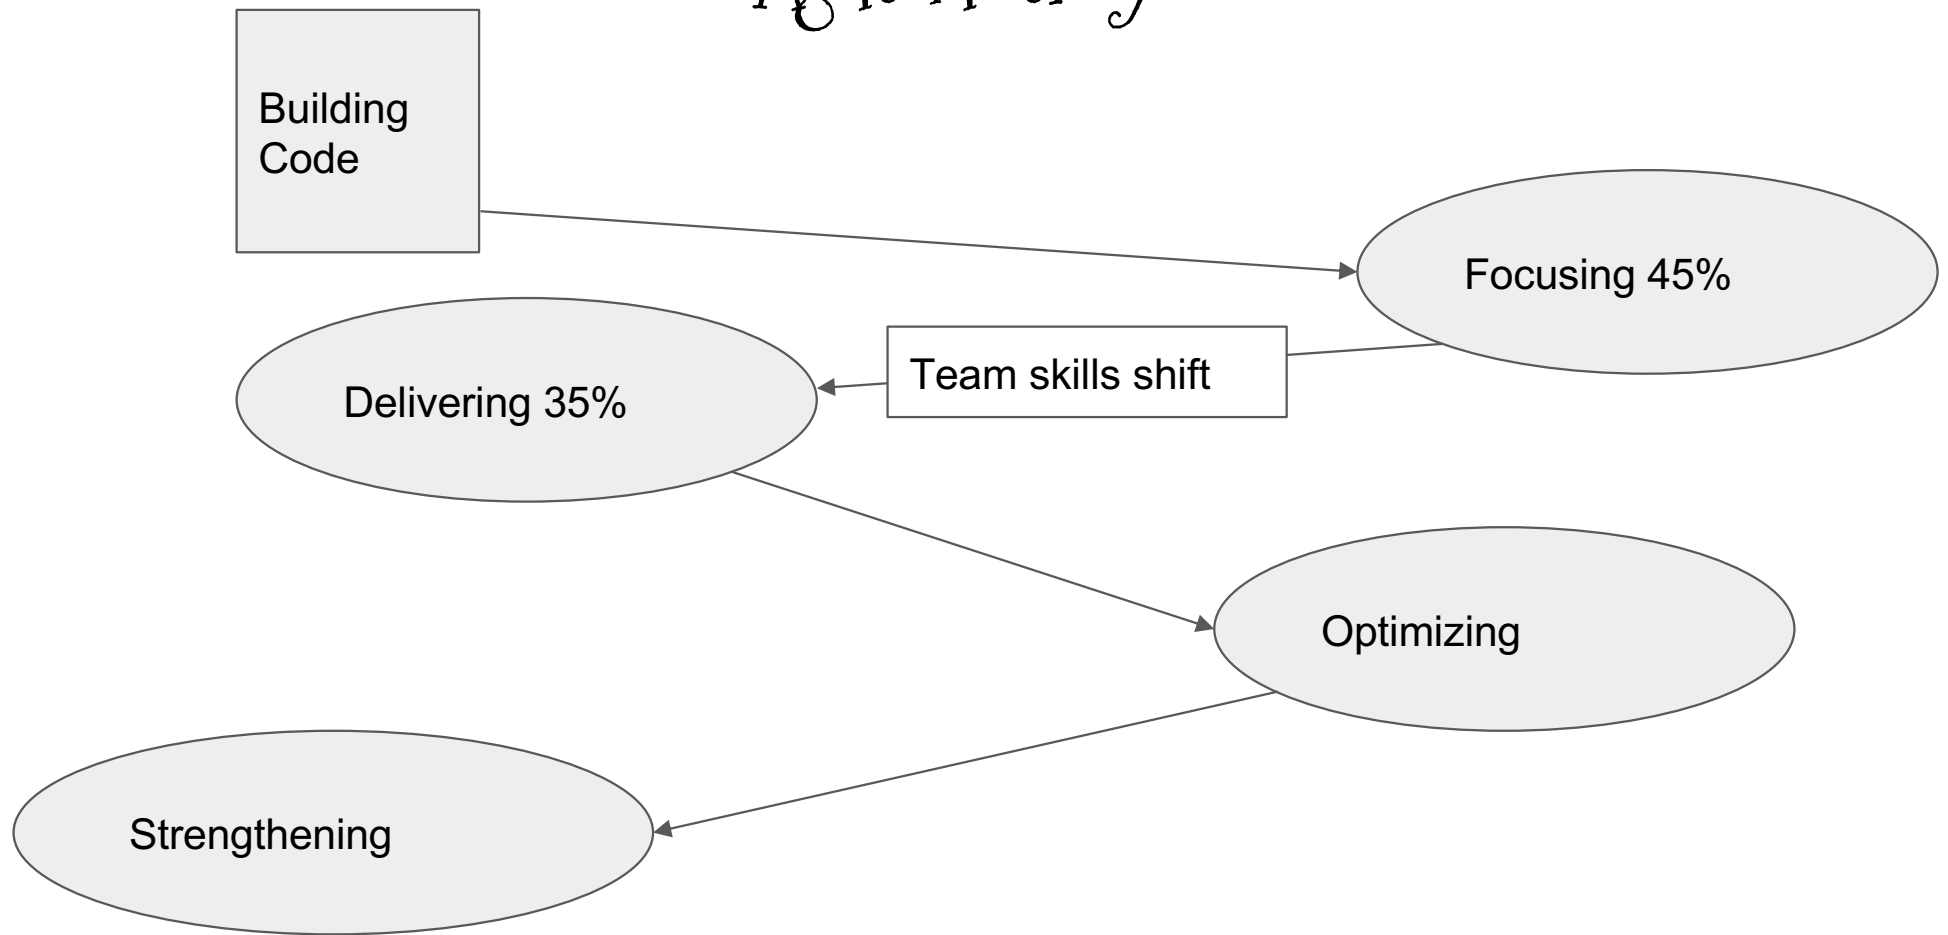 Building
Code
Focusing 45%
Team skills shift
Delivering 35%
Optimizing
Strengthening